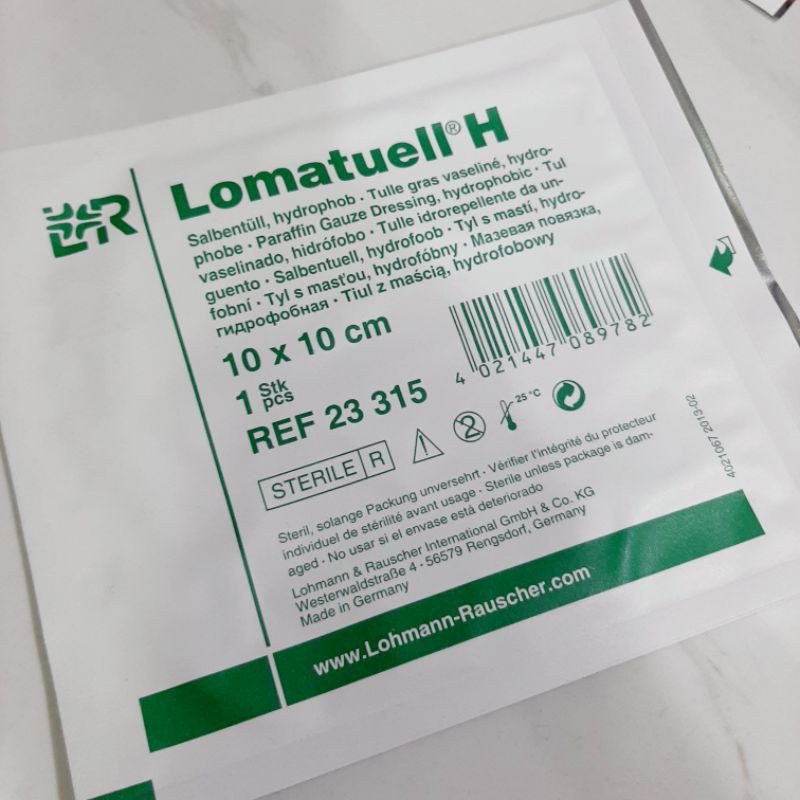 L&R
Lomatuell® H
Salbentüll, hydrophob · Tulle gras vaseliné, hydro-
phobe · Paraffin Gauze Dressing, hydrophobic · Tul
vaselinado, hidrófobo · Tulle idrorepellente da un-
guento · Salbentuell, hydrofoob · Tyl s mastí, hydro-
fobní · Tyl s masťou, hydrofóbny · Мазевая повязка,
гидрофобная · Tiul z maścią, hydrofobowy
10 x 10 cm
1 Stk
pcs
REF 23 315
4 021447 089782
STERILE R
2
25 °C
Steril, solange Packung unversehrt · Vérifier l'intégrité du protecteur
individuel de stérilité avant usage · Sterile unless package is dam-
aged · No usar si el envase está deteriorado
Lohmann & Rauscher International GmbH & Co. KG
Westerwaldstraße 4 · 56579 Rengsdorf, Germany
Made in Germany
4021067 2013-02
www.Lohmann-Rauscher.com